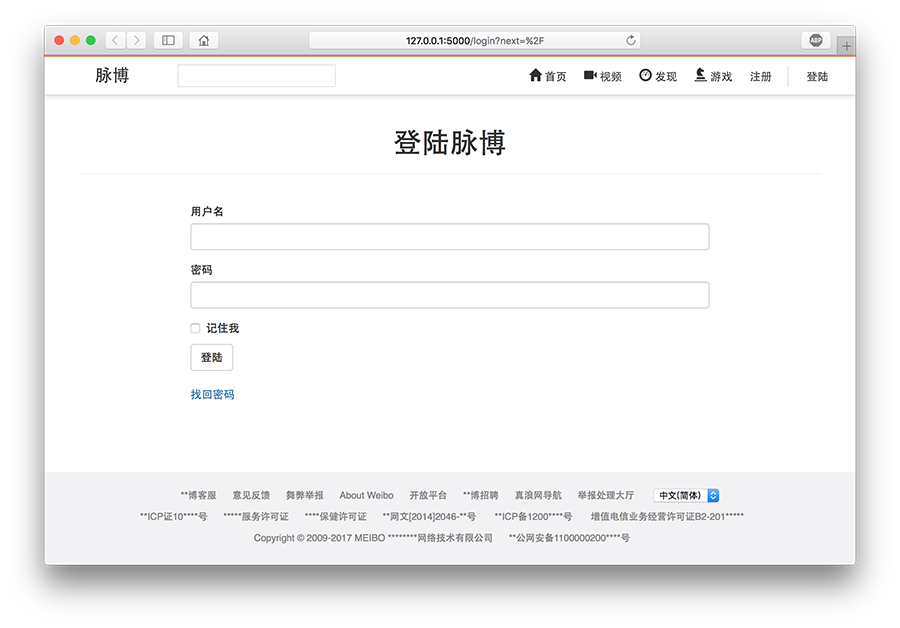 127.0.0.1:5000/login?next=%2F
ABP
脉博 首页 视频 发现 游戏 注册 登陆
登陆脉博
用户名
密码
记住我
登陆
找回密码
**博客服 意见反馈 舞弊举报 About Weibo 开放平台 **博招聘 真浪网导航 举报处理大厅 中文(简体)
**ICP证10****号 *****服务许可证 ****保健许可证 **网文[2014]2046-**号 **ICP备1200****号 增值电信业务经营许可证B2-201*****
Copyright © 2009-2017 MEIBO ********网络技术有限公司 **公网安备1100000200****号